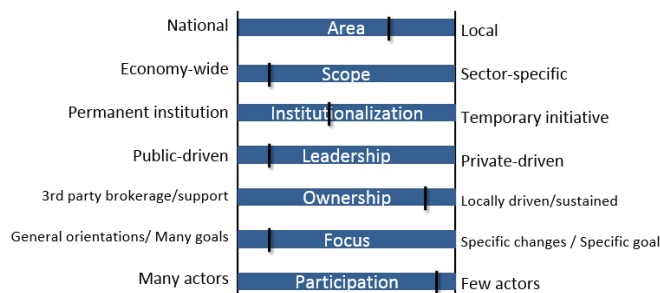 National Area Local
Economy-wide Scope Sector-specific
Permanent institution Institutionalization Temporary initiative
Public-driven Leadership Private-driven
3rd party brokerage/support Ownership Locally driven/sustained
General orientations/ Many goals Focus Specific changes / Specific goal
Many actors Participation Few actors